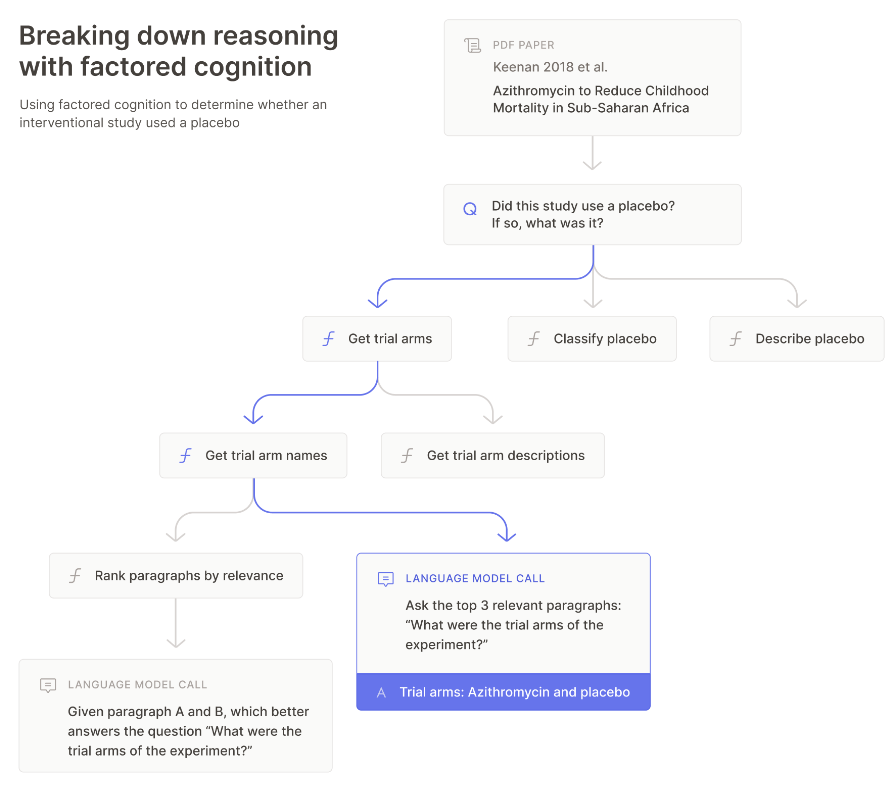 Breaking down reasoning
with factored cognition
Using factored cognition to determine whether an
interventional study used a placebo
PDF PAPER
Keenan 2018 et al.
Azithromycin to Reduce Childhood
Mortality in Sub-Saharan Africa
Q
Did this study use a placebo?
If so, what was it?
f Get trial arms
f Classify placebo
f Describe placebo
f Get trial arm names
f Get trial arm descriptions
f Rank paragraphs by relevance
LANGUAGE MODEL CALL
Ask the top 3 relevant paragraphs:
“What were the trial arms of the
experiment?”
A Trial arms: Azithromycin and placebo
LANGUAGE MODEL CALL
Given paragraph A and B, which better
answers the question “What were the
trial arms of the experiment?”